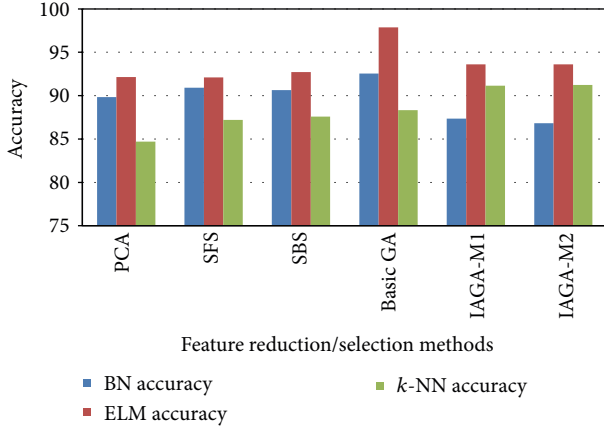 100
95
90
85
80
75
Accuracy
PCA
SFS
SBS
Basic GA
IAGA-M1
IAGA-M2
Feature reduction/selection methods
BN accuracy
ELM accuracy
k-NN accuracy